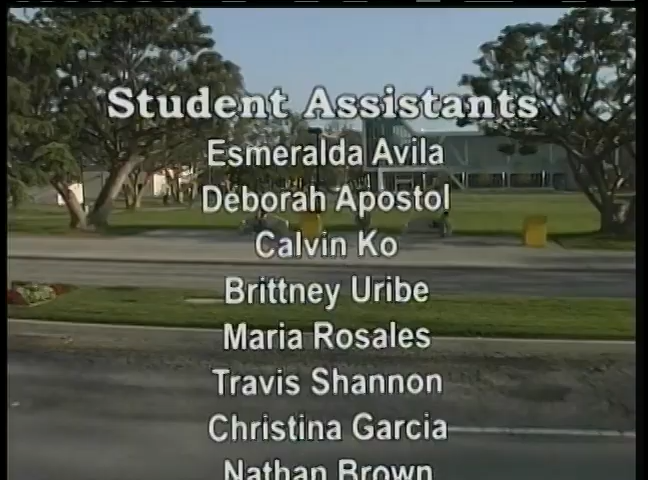 Student Assistants
Esmeralda Avila
Deborah Apostol
Calvin Ko
Brittney Uribe
Maria Rosales
Travis Shannon
Christina Garcia
Nathan Brown